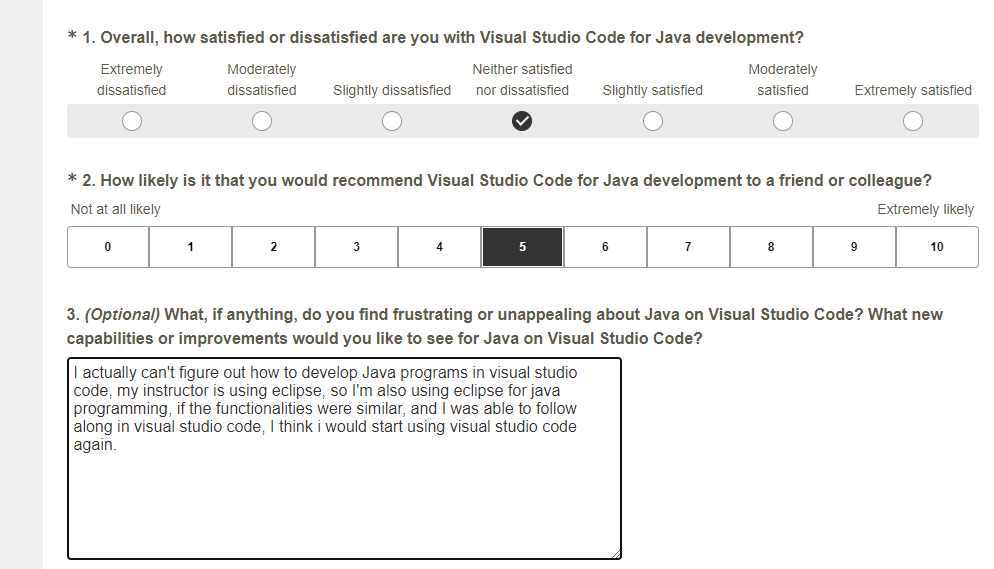 * 1. Overall, how satisfied or dissatisfied are you with Visual Studio Code for Java development?
Extremely dissatisfied
Moderately dissatisfied
Slightly dissatisfied
Neither satisfied nor dissatisfied
Slightly satisfied
Moderately satisfied
Extremely satisfied
* 2. How likely is it that you would recommend Visual Studio Code for Java development to a friend or colleague?
Not at all likely
Extremely likely
0 1 2 3 4 5 6 7 8 9 10
3. (Optional) What, if anything, do you find frustrating or unappealing about Java on Visual Studio Code? What new
capabilities or improvements would you like to see for Java on Visual Studio Code?
I actually can't figure out how to develop Java programs in visual studio
code, my instructor is using eclipse, so I'm also using eclipse for java
programming, if the functionalities were similar, and I was able to follow
along in visual studio code, I think i would start using visual studio code
again.